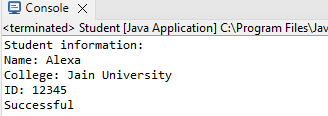 Console
<terminated> Student [Java Application] C:\Program Files\Jav
Student information:
Name: Alexa
College: Jain University
ID: 12345
Successful